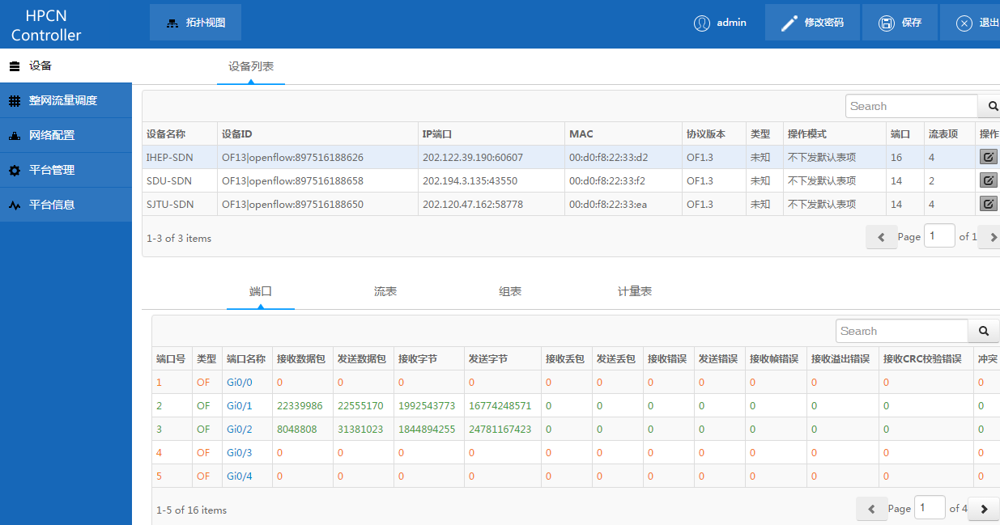 HPCN
Controller
拓扑视图
admin
修改密码
保存
退出
设备
整网流量调度
网络配置
平台管理
平台信息
设备列表
Search
设备名称 设备ID IP端口 MAC 协议版本 类型 操作模式 端口 流表项 操作
IHEP-SDN OF13|openflow:897516188626 202.122.39.190:60607 00:d0:f8:22:33:d2 OF1.3 未知 不下发默认表项 16 4
SDU-SDN OF13|openflow:897516188658 202.194.3.135:43550 00:d0:f8:22:33:f2 OF1.3 未知 不下发默认表项 14 2
SJTU-SDN OF13|openflow:897516188650 202.120.47.162:58778 00:d0:f8:22:33:ea OF1.3 未知 不下发默认表项 14 4
1-3 of 3 items
Page 1 of 1
端口 流表 组表 计量表
Search
端口号 类型 端口名称 接收数据包 发送数据包 接收字节 发送字节 接收丢包 发送丢包 接收错误 发送错误 接收帧错误 接收溢出错误 接收CRC校验错误 冲突
1 OF Gi0/0 0 0 0 0 0 0 0 0 0 0 0 0
2 OF Gi0/1 22339986 22555170 1992543773 16774248571 0 0 0 0 0 0 0 0
3 OF Gi0/2 8048808 31381023 1844894255 24781167423 0 0 0 0 0 0 0 0
4 OF Gi0/3 0 0 0 0 0 0 0 0 0 0 0 0
5 OF Gi0/4 0 0 0 0 0 0 0 0 0 0 0 0
1-5 of 16 items
Page 1 of 4